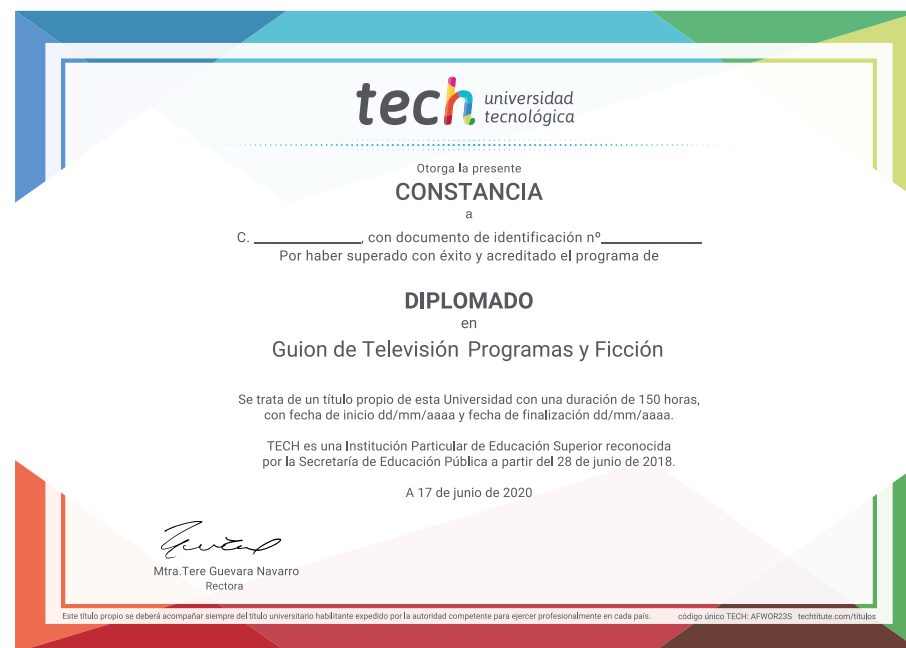 tech universidad
tecnológica
Otorga la presente
CONSTANCIA
a
C. ____________, con documento de identificación nº____________
Por haber superado con éxito y acreditado el programa de
DIPLOMADO
en
Guion de Televisión Programas y Ficción
Se trata de un título propio de esta Universidad con una duración de 150 horas,
con fecha de inicio dd/mm/aaaa y fecha de finalización dd/mm/aaaa.
TECH es una Institución Particular de Educación Superior reconocida
por la Secretaría de Educación Pública a partir del 28 de junio de 2018.
A 17 de junio de 2020
Mtra.Tere Guevara Navarro
Rectora
Este título propio se deberá acompañar siempre del título universitario habilitante expedido por la autoridad competente para ejercer profesionalmente en cada país. código único TECH: AFWOR23S techtitute.com/titulos